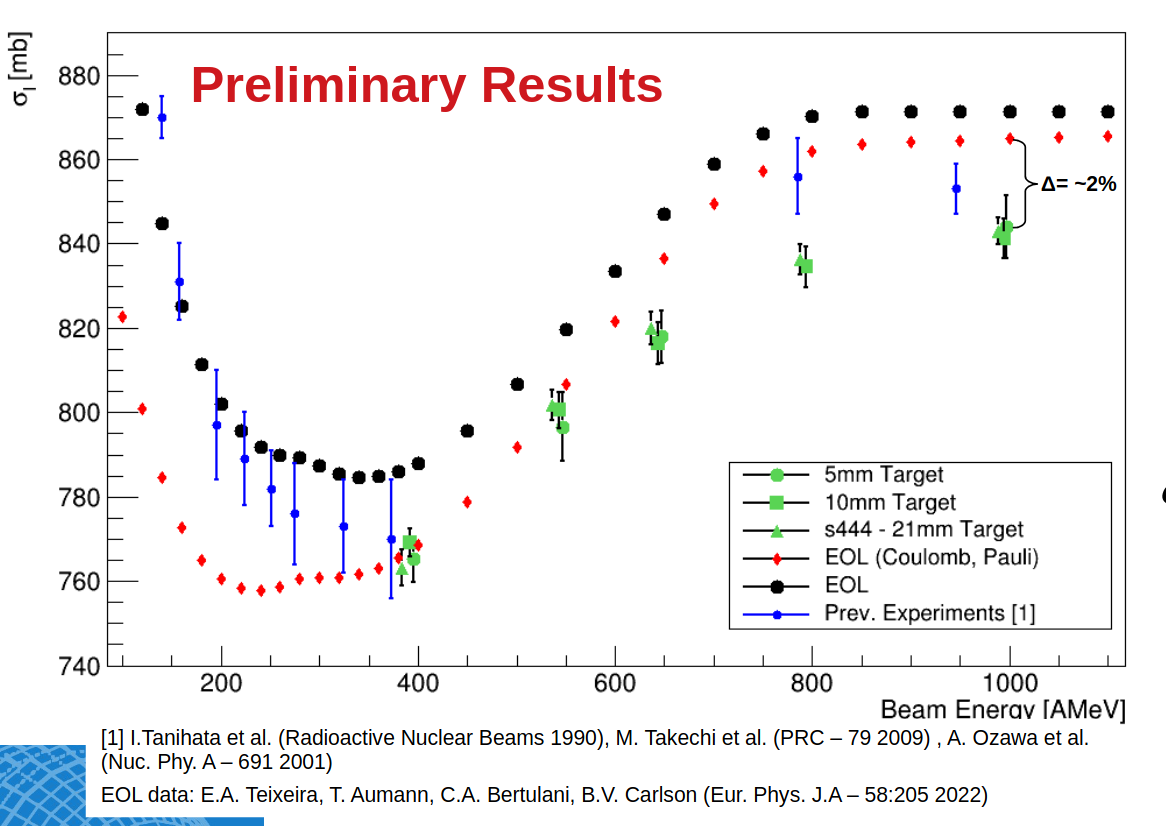 σI [mb]
Preliminary Results
880
860
840
820
800
780
760
740
Δ= ~2%
5mm Target
10mm Target
s444 - 21mm Target
EOL (Coulomb, Pauli)
EOL
Prev. Experiments [1]
200 400 600 800 1000
Beam Energy [AMeV]
[1] I.Tanihata et al. (Radioactive Nuclear Beams 1990), M. Takechi et al. (PRC – 79 2009) , A. Ozawa et al.
(Nuc. Phy. A – 691 2001)
EOL data: E.A. Teixeira, T. Aumann, C.A. Bertulani, B.V. Carlson (Eur. Phys. J.A – 58:205 2022)